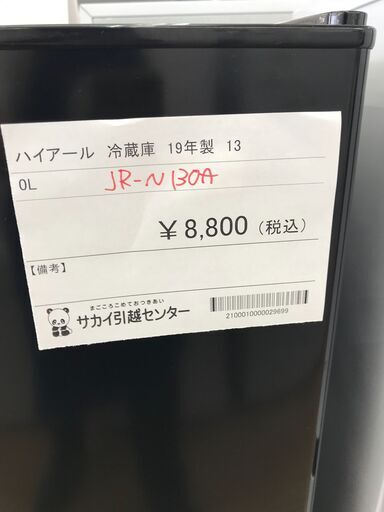 ハイアール 冷蔵庫 19年製 13
0L JR-N130A
￥8,800（税込）
【備考】
まごころこめておつきあい
サカイ引越センター
2100010000029699